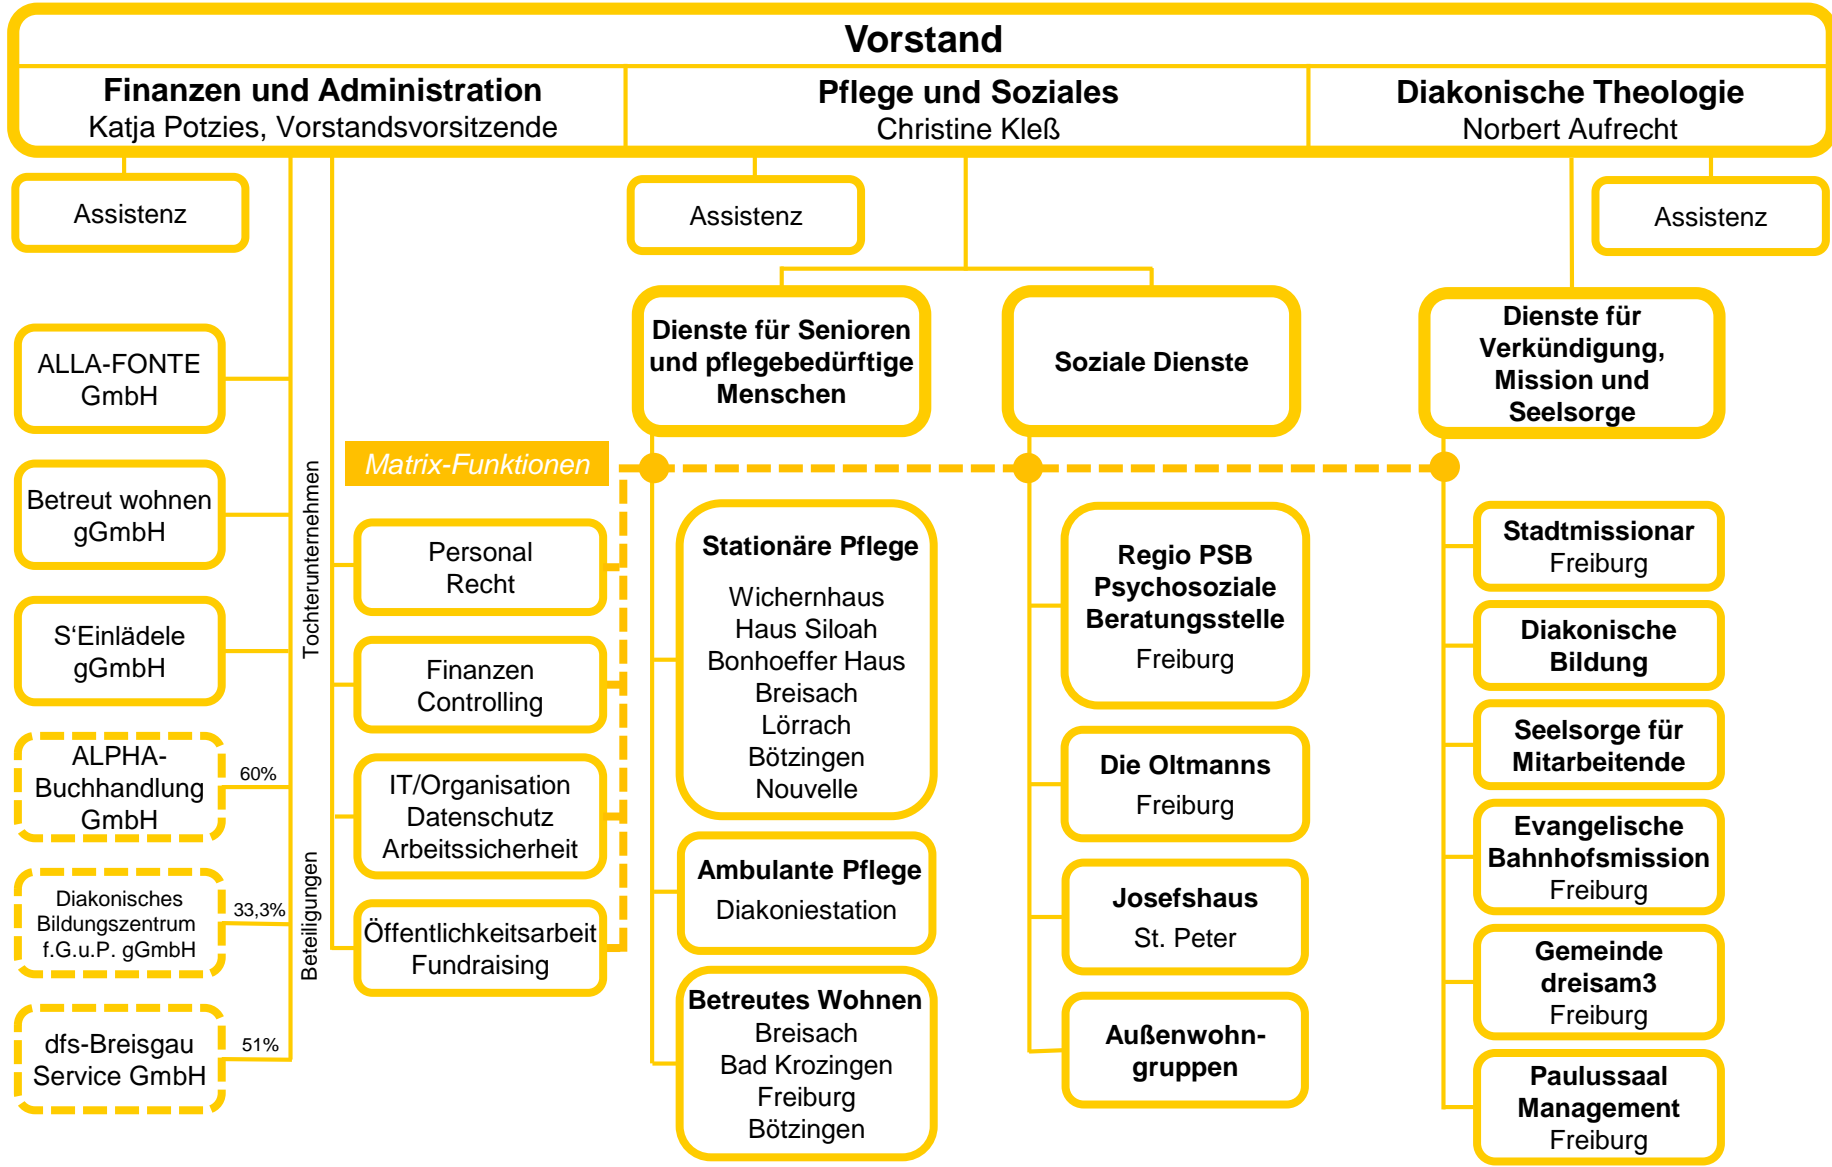 Vorstand
Finanzen und Administration
Katja Potzies, Vorstandsvorsitzende
Pflege und Soziales
Christine Kleß
Diakonische Theologie
Norbert Aufrecht
Assistenz
Assistenz
Assistenz
ALLA-FONTE
GmbH
Betreut wohnen
gGmbH
S‘Einlädele
gGmbH
ALPHA-
Buchhandlung
GmbH
60%
Diakonisches
Bildungszentrum
f.G.u.P. gGmbH
33,3%
dfs-Breisgau
Service GmbH
51%
Tochterunternehmen
Beteiligungen
Matrix-Funktionen
Personal
Recht
Finanzen
Controlling
IT/Organisation
Datenschutz
Arbeitssicherheit
Öffentlichkeitsarbeit
Fundraising
Dienste für Senioren
und pflegebedürftige
Menschen
Stationäre Pflege
Wichernhaus
Haus Siloah
Bonhoeffer Haus
Breisach
Lörrach
Bötzingen
Nouvelle
Ambulante Pflege
Diakoniestation
Betreutes Wohnen
Breisach
Bad Krozingen
Freiburg
Bötzingen
Soziale Dienste
Regio PSB
Psychosoziale
Beratungsstelle
Freiburg
Die Oltmanns
Freiburg
Josefshaus
St. Peter
Außenwohn-
gruppen
Dienste für
Verkündigung,
Mission und
Seelsorge
Stadtmissionar
Freiburg
Diakonische
Bildung
Seelsorge für
Mitarbeitende
Evangelische
Bahnhofsmission
Freiburg
Gemeinde
dreisam3
Freiburg
Paulussaal
Management
Freiburg